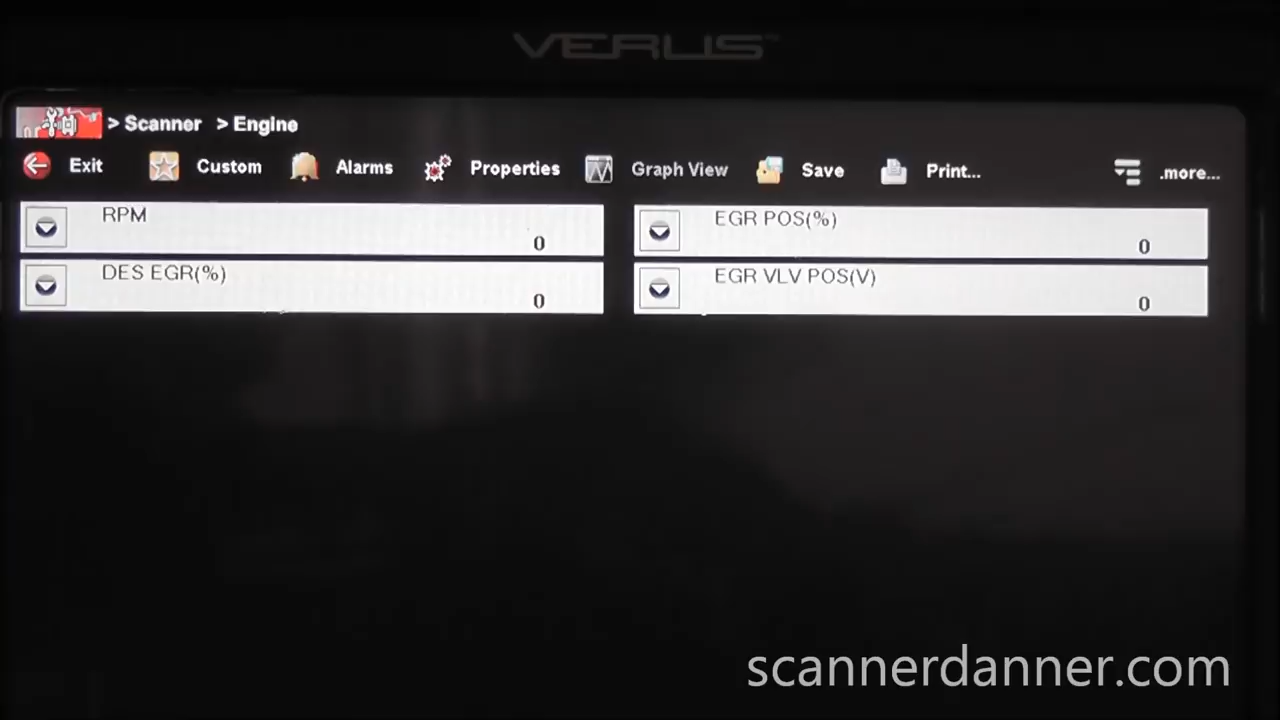 VERUS™
> Scanner > Engine
Exit Custom Alarms Properties Graph View Save Print... .more...
RPM
0
EGR POS(%)
0
DES EGR(%)
0
EGR VLV POS(V)
0
scannerdanner.com